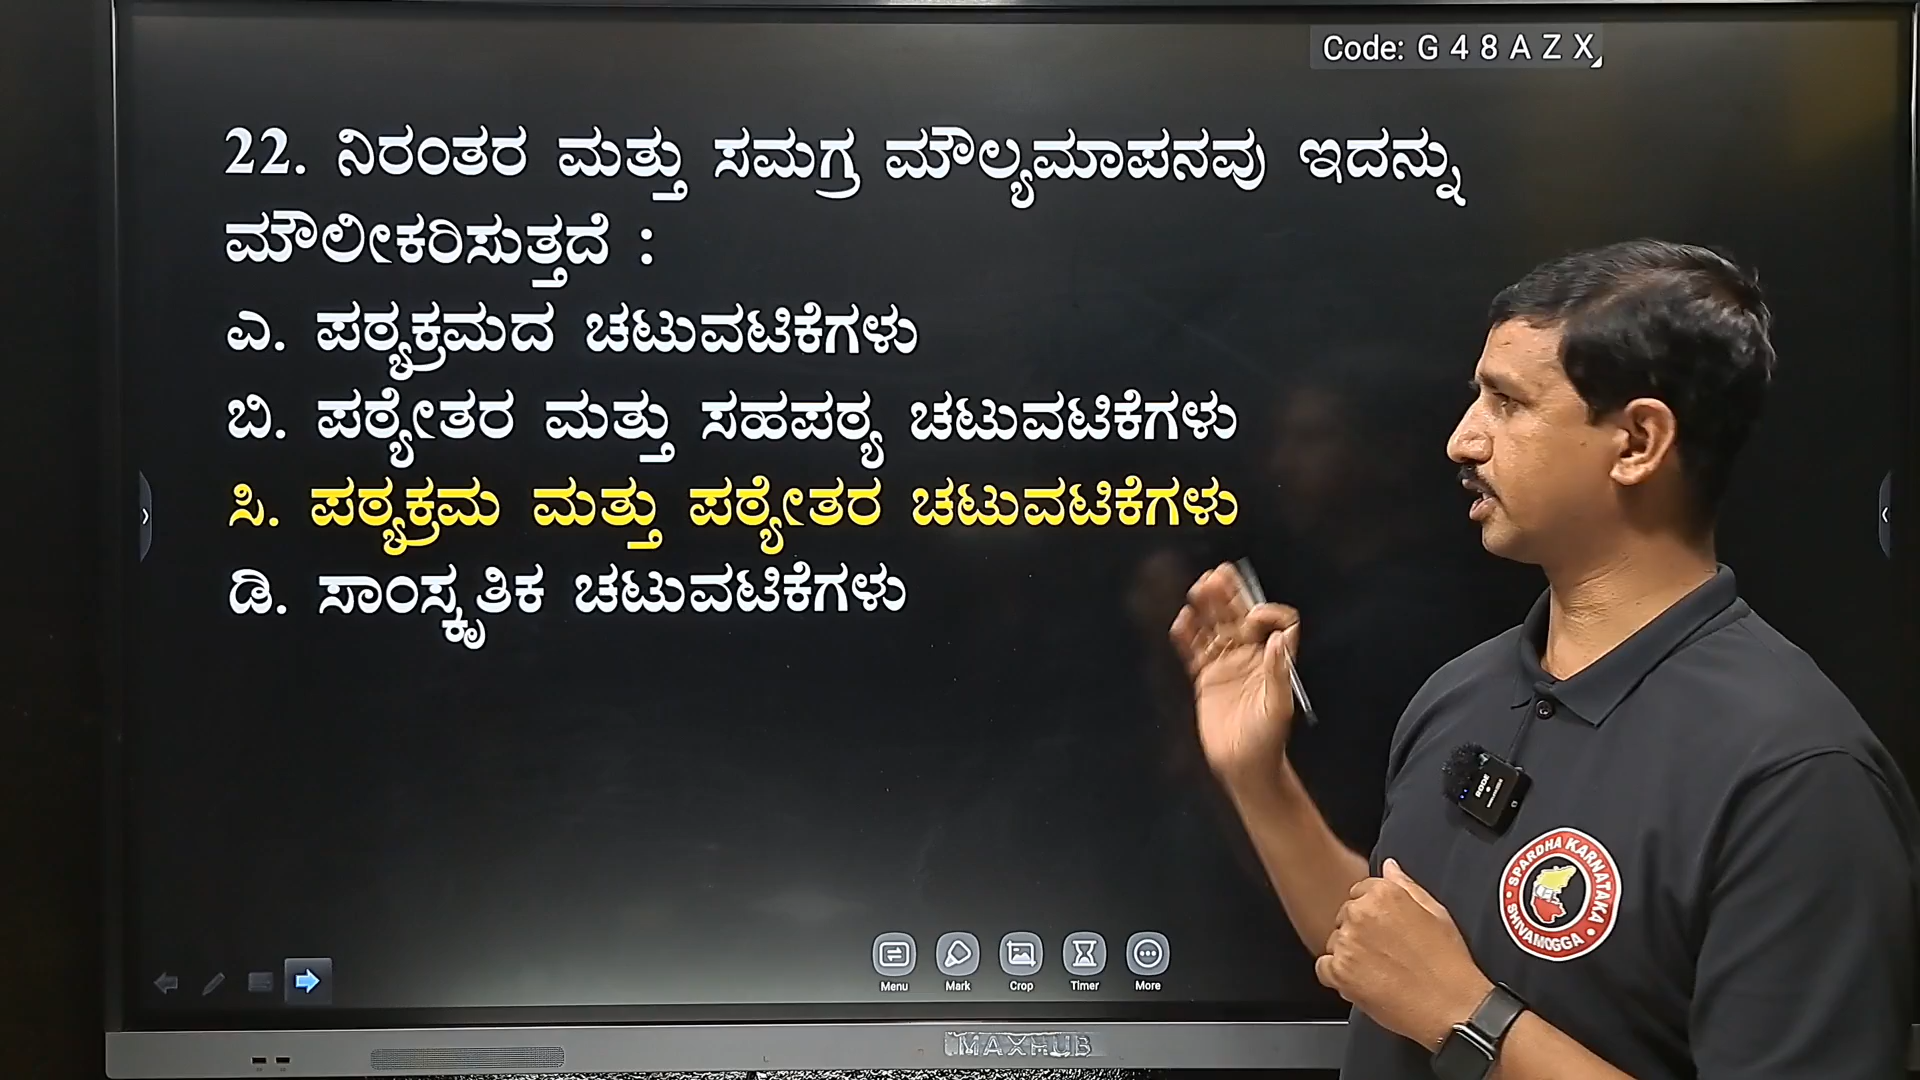 Code: G 4 8 A Z X
22. ನಿರಂತರ ಮತ್ತು ಸಮಗ್ರ ಮೌಲ್ಯಮಾಪನವು ಇದನ್ನು
ಮೌಲೀಕರಿಸುತ್ತದೆ :
ಎ. ಪಠ್ಯಕ್ರಮದ ಚಟುವಟಿಕೆಗಳು
ಬಿ. ಪಠ್ಯೇತರ ಮತ್ತು ಸಹಪಠ್ಯ ಚಟುವಟಿಕೆಗಳು
ಸಿ. ಪಠ್ಯಕ್ರಮ ಮತ್ತು ಪಠ್ಯೇತರ ಚಟುವಟಿಕೆಗಳು
ಡಿ. ಸಾಂಸ್ಕೃತಿಕ ಚಟುವಟಿಕೆಗಳು
RODE
SPARDHA KARNATAKA
SHIVAMOGGA
Menu Mark Crop Timer More
MAXHUB